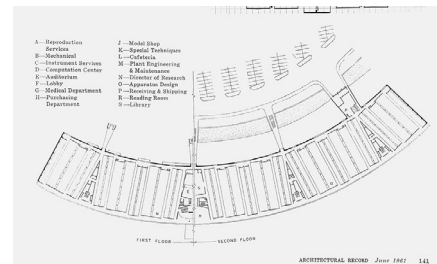 A—Reproduction
Services
B—Mechanical
C—Instrument Services
D—Computation Center
E—Auditorium
F—Lobby
G—Medical Department
H—Purchasing
Department
J—Model Shop
K—Special Techniques
L—Cafeteria
M—Plant Engineering
& Maintenance
N—Director of Research
O—Apparatus Design
P—Receiving & Shipping
R—Reading Room
S—Library
FIRST FLOOR
SECOND FLOOR
ARCHITECTURAL RECORD June 1961 141